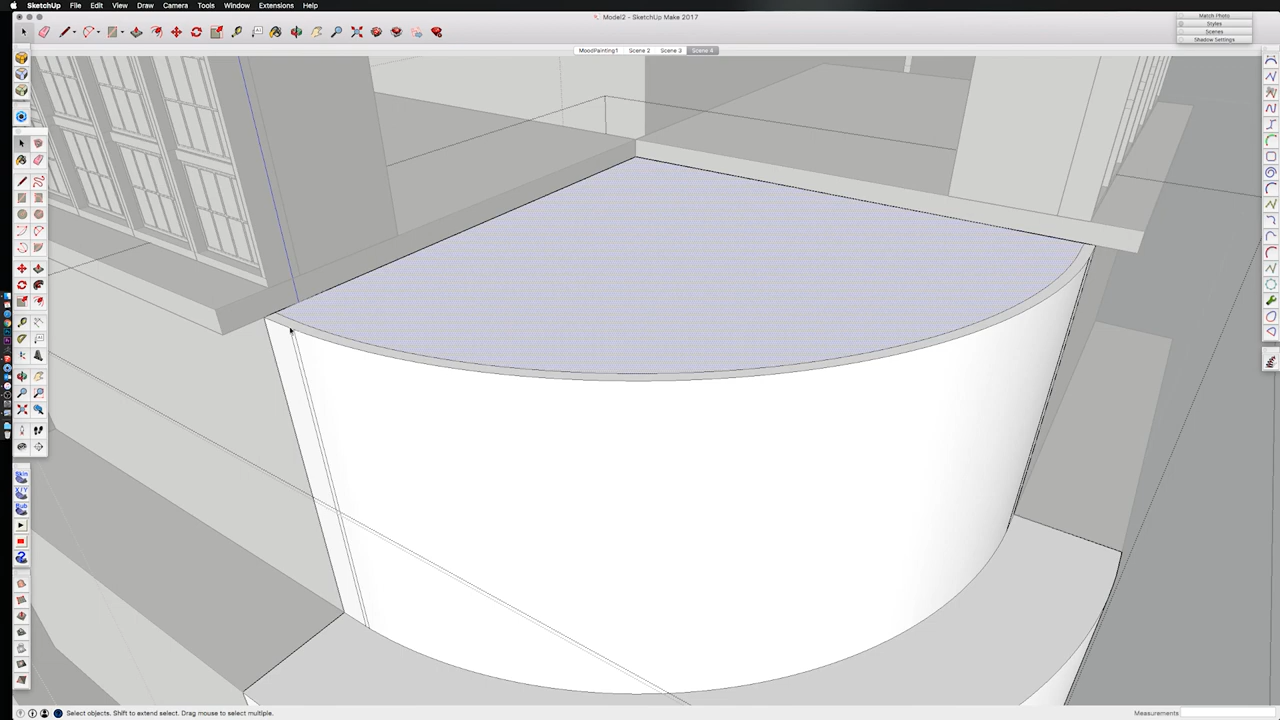 SketchUp File Edit View Draw Camera Tools Window Extensions Help
Model2 - SketchUp Make 2017
Match Photo
Styles
Scenes
Shadow Settings
MoodPainting1 Scene 2 Scene 3 Scene 4
Skin
X/Y
Bub
Select objects. Shift to extend select. Drag mouse to select multiple.
Measurements